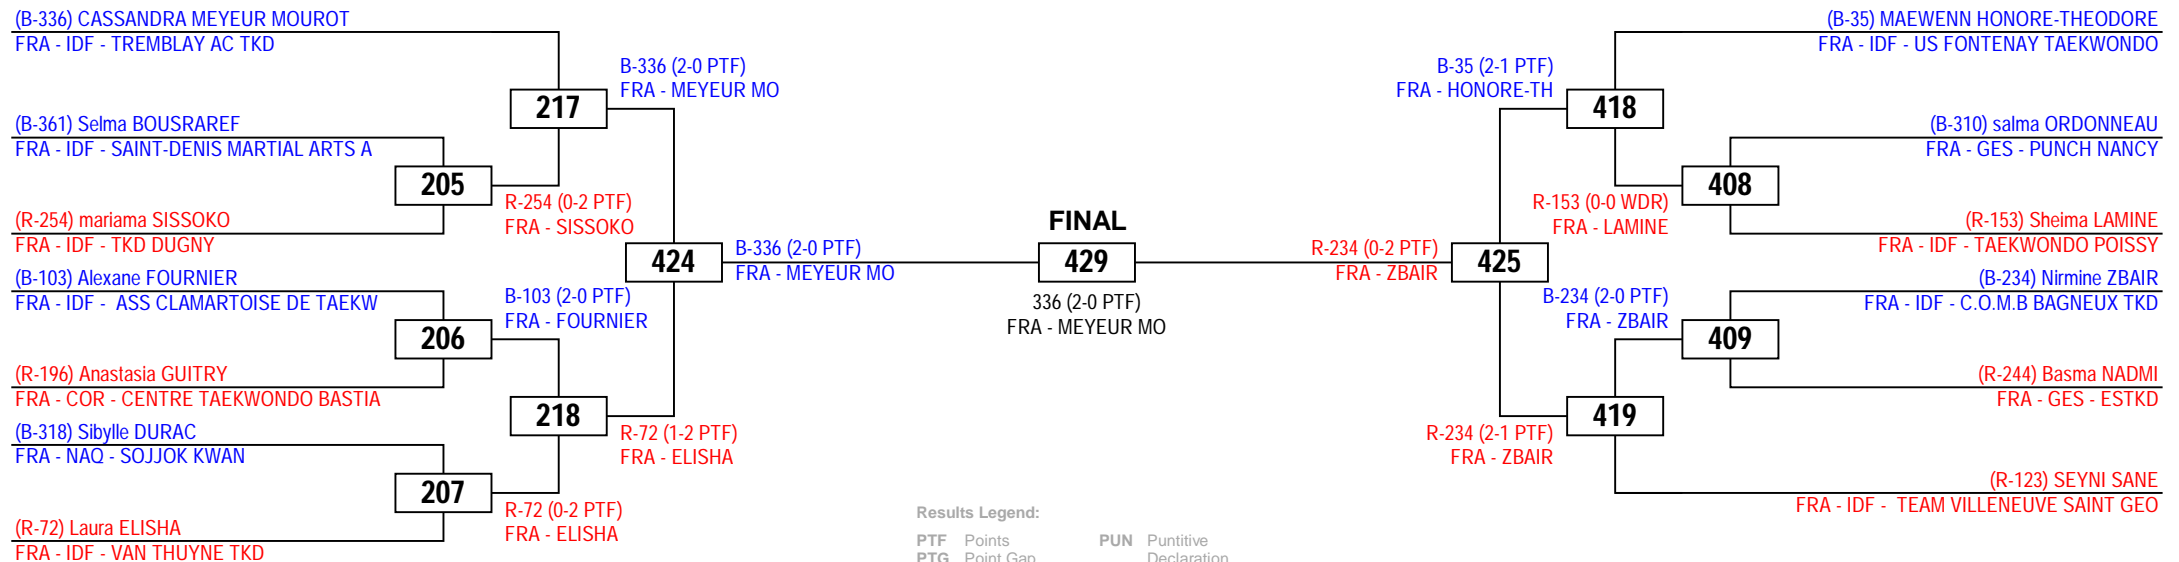 (B-336) CASSANDRA MEYEUR MOUROT
FRA - IDF - TREMBLAY AC TKD
(B-361) Selma BOUSRAREF
FRA - IDF - SAINT-DENIS MARTIAL ARTS A
(R-254) mariama SISSOKO
FRA - IDF - TKD DUGNY
(B-103) Alexane FOURNIER
FRA - IDF - ASS CLAMARTOISE DE TAEKW
(R-196) Anastasia GUITRY
FRA - COR - CENTRE TAEKWONDO BASTIA
(B-318) Sibylle DURAC
FRA - NAQ - SOJJOK KWAN
(R-72) Laura ELISHA
FRA - IDF - VAN THUYNE TKD
205
206
207
R-254 (0-2 PTF)
FRA - SISSOKO
B-103 (2-0 PTF)
FRA - FOURNIER
R-72 (0-2 PTF)
FRA - ELISHA
217
218
B-336 (2-0 PTF)
FRA - MEYEUR MO
R-72 (1-2 PTF)
FRA - ELISHA
424
B-336 (2-0 PTF)
FRA - MEYEUR MO
FINAL
429
336 (2-0 PTF)
FRA - MEYEUR MO
R-234 (0-2 PTF)
FRA - ZBAIR
425
B-35 (2-1 PTF)
FRA - HONORE-TH
R-234 (2-1 PTF)
FRA - ZBAIR
418
419
R-153 (0-0 WDR)
FRA - LAMINE
B-234 (2-0 PTF)
FRA - ZBAIR
408
409
(B-35) MAEWENN HONORE-THEODORE
FRA - IDF - US FONTENAY TAEKWONDO
(B-310) salma ORDONNEAU
FRA - GES - PUNCH NANCY
(R-153) Sheima LAMINE
FRA - IDF - TAEKWONDO POISSY
(B-234) Nirmine ZBAIR
FRA - IDF - C.O.M.B BAGNEUX TKD
(R-244) Basma NADMI
FRA - GES - ESTKD
(R-123) SEYNI SANE
FRA - IDF - TEAM VILLENEUVE SAINT GEO
Results Legend:
PTF Points
PTG Point Gap
PUN Puntitive
Declaration